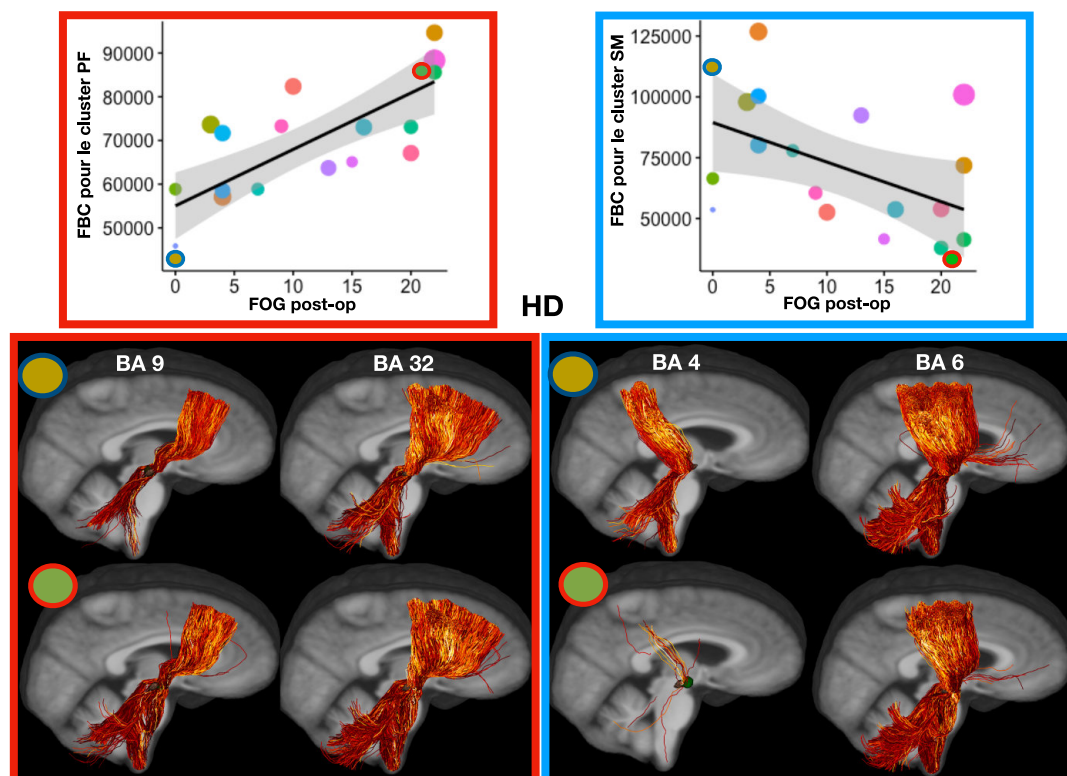 FBC pour le cluster PF
90000
80000
70000
60000
50000
0 5 10 15 20
FOG post-op
HD
FBC pour le cluster SM
125000
100000
75000
50000
0 5 10 15 20
FOG post-op
BA 9 BA 32
BA 4 BA 6